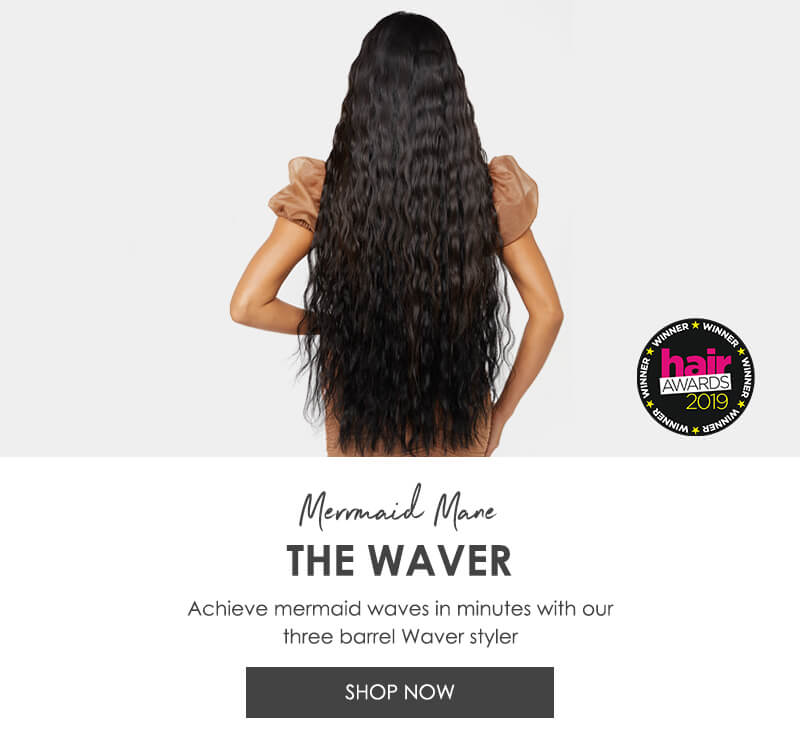 WINNER ★ WINNER ★ WINNER ★ WINNER ★ WINNER ★ WINNER ★
hair
AWARDS
2019
Mermaid Mane
THE WAVER
Achieve mermaid waves in minutes with our
three barrel Waver styler
SHOP NOW